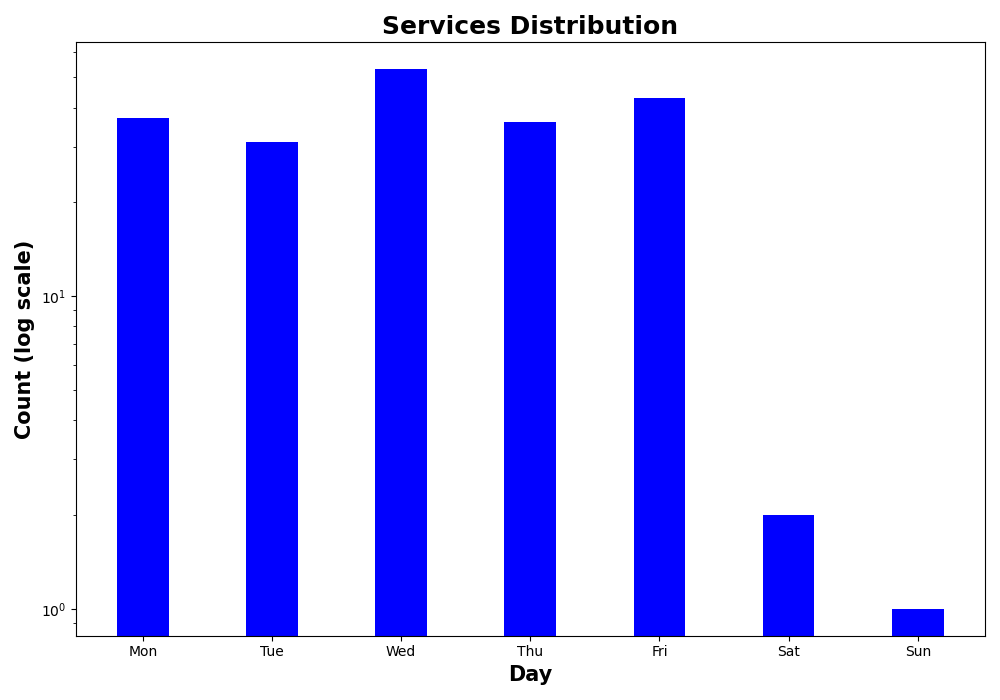 Services Distribution
Count (log scale)
10¹
10⁰
Mon Tue Wed Thu Fri Sat Sun
Day